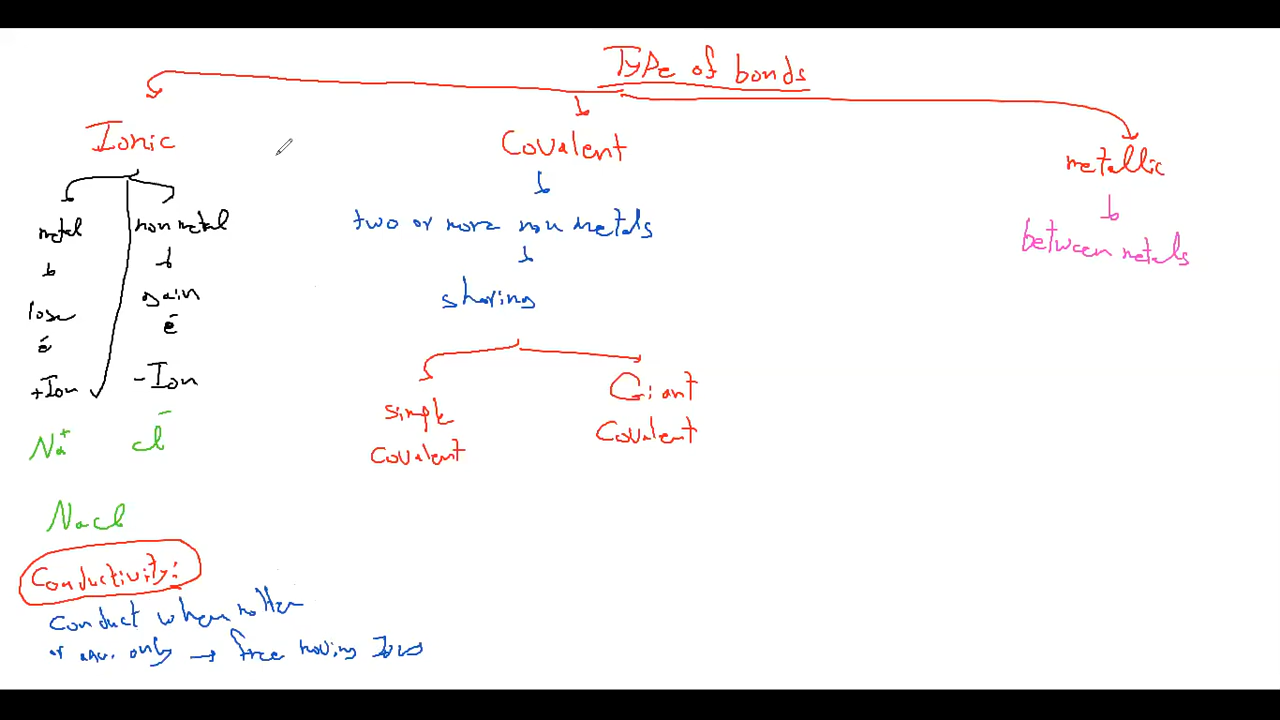 Type of bonds
Ionic
metal
lose
ē
+Ion
Na+
non metal
gain
ē
-Ion
cl-
Nacl
Conductivity:
Conduct when molten
or aqu. only → free moving Ions
Covalent
two or more non metals
sharing
simple
covalent
Giant
Covalent
metallic
between metals